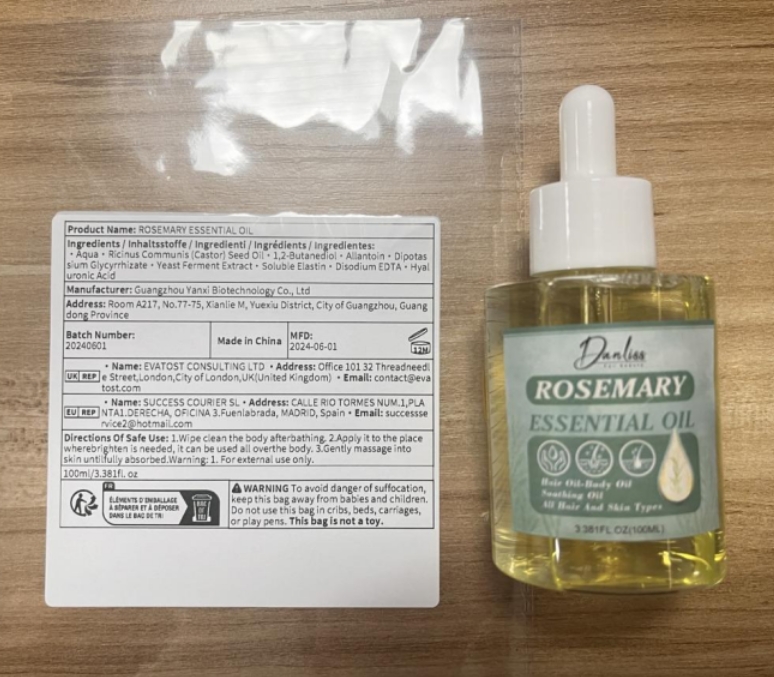 Product Name: ROSEMARY ESSENTIAL OIL
Ingredients / Inhaltsstoffe / Ingredienti / Ingrédients / Ingredientes:
• Aqua • Ricinus Communis (Castor) Seed Oil • 1,2-Butanediol • Allantoin • Dipotas
sium Glycyrrhizate • Yeast Ferment Extract • Soluble Elastin • Disodium EDTA • Hyal
uronic Acid
Manufacturer: Guangzhou Yanxi Biotechnology Co., Ltd
Address: Room A217, No.77-75, Xianlie M, Yuexiu District, City of Guangzhou, Guang
dong Province
Batch Number:
20240601
Made in China
MFD:
2024-06-01
12M
UK REP
• Name: EVATOST CONSULTING LTD • Address: Office 101 32 Threadneedl
e Street,London,City of London,UK(United Kingdom) • Email: contact@eva
tost.com
EU REP
• Name: SUCCESS COURIER SL • Address: CALLE RIO TORMES NUM.1,PLA
NTA1.DERECHA, OFICINA 3.Fuenlabrada, MADRID, Spain • Email: successse
rvice2@hotmail.com
Directions Of Safe Use: 1.Wipe clean the body afterbathing. 2.Apply it to the place
wherebrighten is needed, it can be used all overthe body. 3.Gently massage into
skin untilfully absorbed.Warning: 1. For external use only.
100ml/3.381fl. oz
FR
ÉLÉMENTS D'EMBALLAGE
À SÉPARER ET À DÉPOSER
DANS LE BAC DE TRI
BAC
DE
TRI
WARNING To avoid danger of suffocation,
keep this bag away from babies and children.
Do not use this bag in cribs, beds, carriages,
or play pens. This bag is not a toy.
Danliss
ROSEMARY
ESSENTIAL OIL
Hair Oil-Body Oil
Soothing Oil
All Hair And Skin Types
3.381FL.OZ(100ML)